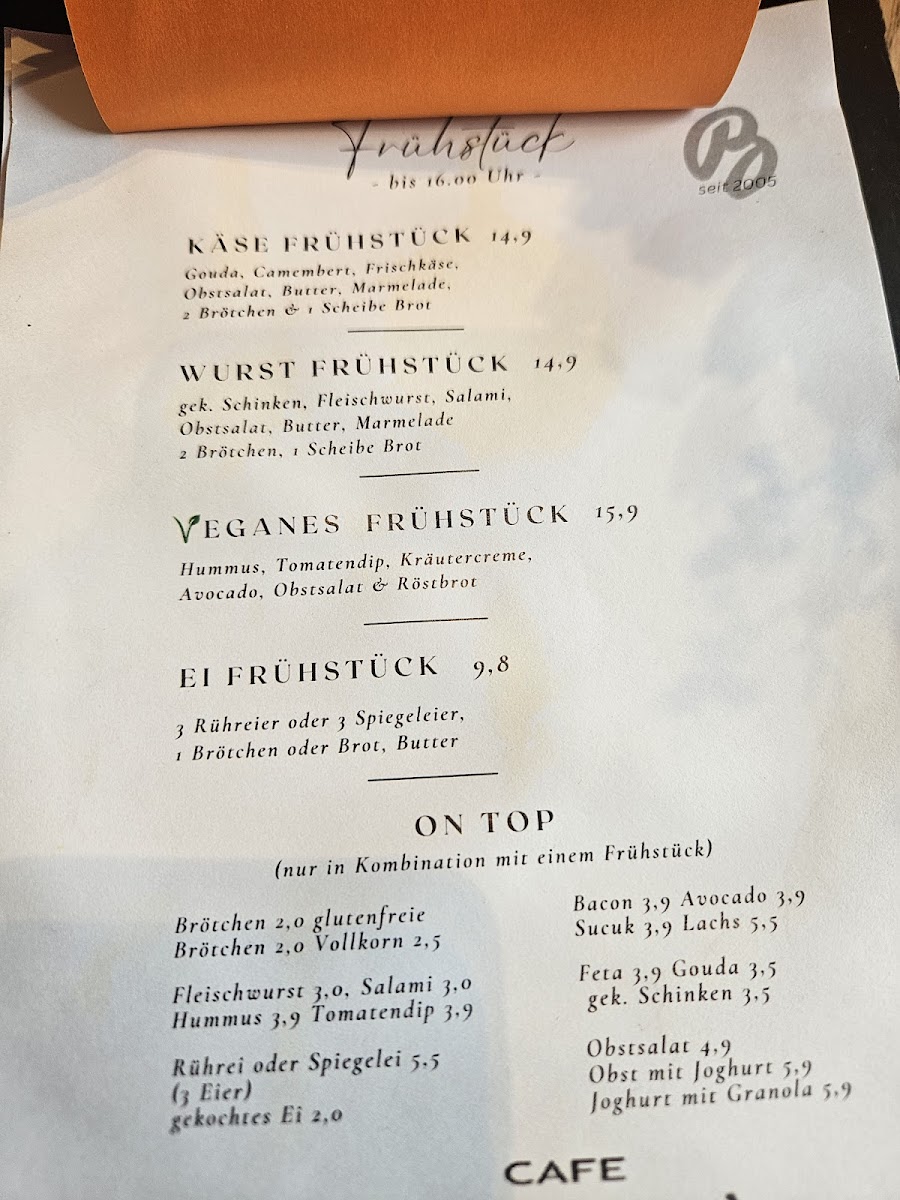 Frühstück
- bis 16.00 Uhr -
PO
seit 2005
KÄSE FRÜHSTÜCK 14,9
Gouda, Camembert, Frischkäse,
Obstsalat, Butter, Marmelade,
2 Brötchen & 1 Scheibe Brot
WURST FRÜHSTÜCK 14,9
gek. Schinken, Fleischwurst, Salami,
Obstsalat, Butter, Marmelade
2 Brötchen, 1 Scheibe Brot
VEGANES FRÜHSTÜCK 15,9
Hummus, Tomatendip, Kräutercreme,
Avocado, Obstsalat & Röstbrot
EI FRÜHSTÜCK 9,8
3 Rühreier oder 3 Spiegeleier,
1 Brötchen oder Brot, Butter
ON TOP
(nur in Kombination mit einem Frühstück)
Brötchen 2,0 glutenfreie
Brötchen 2,0 Vollkorn 2,5
Fleischwurst 3,0, Salami 3,0
Hummus 3,9 Tomatendip 3,9
Rührei oder Spiegelei 5,5
(3 Eier)
gekochtes Ei 2,0
Bacon 3,9 Avocado 3,9
Sucuk 3,9 Lachs 5,5
Feta 3,9 Gouda 3,5
gek. Schinken 3,5
Obstsalat 4,9
Obst mit Joghurt 5,9
Joghurt mit Granola 5,9
CAFE